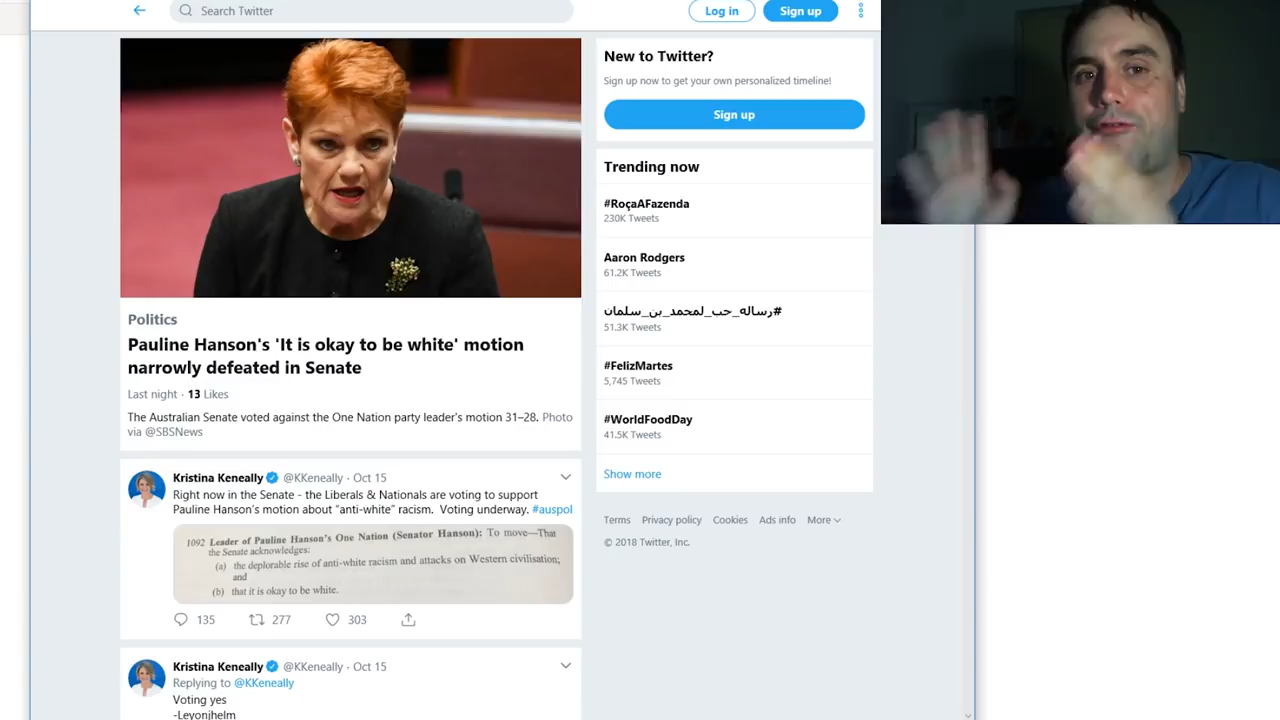 Search Twitter
Log in
Sign up
Politics
Pauline Hanson's 'It is okay to be white' motion
narrowly defeated in Senate
Last night · 13 Likes
The Australian Senate voted against the One Nation party leader's motion 31–28. Photo
via @SBSNews
Kristina Keneally @KKeneally · Oct 15
Right now in the Senate - the Liberals & Nationals are voting to support
Pauline Hanson's motion about "anti-white" racism. Voting underway. #auspol
1092 Leader of Pauline Hanson's One Nation (Senator Hanson): To move—That
the Senate acknowledges:
(a) the deplorable rise of anti-white racism and attacks on Western civilisation;
and
(b) that it is okay to be white.
135 277 303
Kristina Keneally @KKeneally · Oct 15
Replying to @KKeneally
Voting yes
-Leyonjhelm
New to Twitter?
Sign up now to get your own personalized timeline!
Sign up
Trending now
#RoçaAFazenda
230K Tweets
Aaron Rodgers
61.2K Tweets
#رساله_حب_لمحمد_بن_سلمان
51.3K Tweets
#FelizMartes
5,745 Tweets
#WorldFoodDay
41.5K Tweets
Show more
Terms Privacy policy Cookies Ads info More
© 2018 Twitter, Inc.